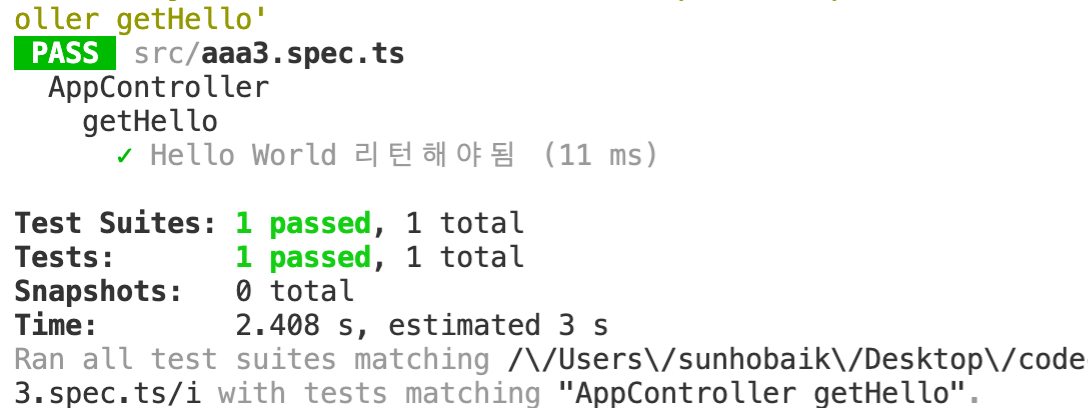 oller getHello'
PASS src/aaa3.spec.ts
AppController
getHello
✓ Hello World 리턴해야됨 (11 ms)
Test Suites: 1 passed, 1 total
Tests: 1 passed, 1 total
Snapshots: 0 total
Time: 2.408 s, estimated 3 s
Ran all test suites matching /\/Users\/sunhobaik\/Desktop\/code
3.spec.ts/i with tests matching "AppController getHello".